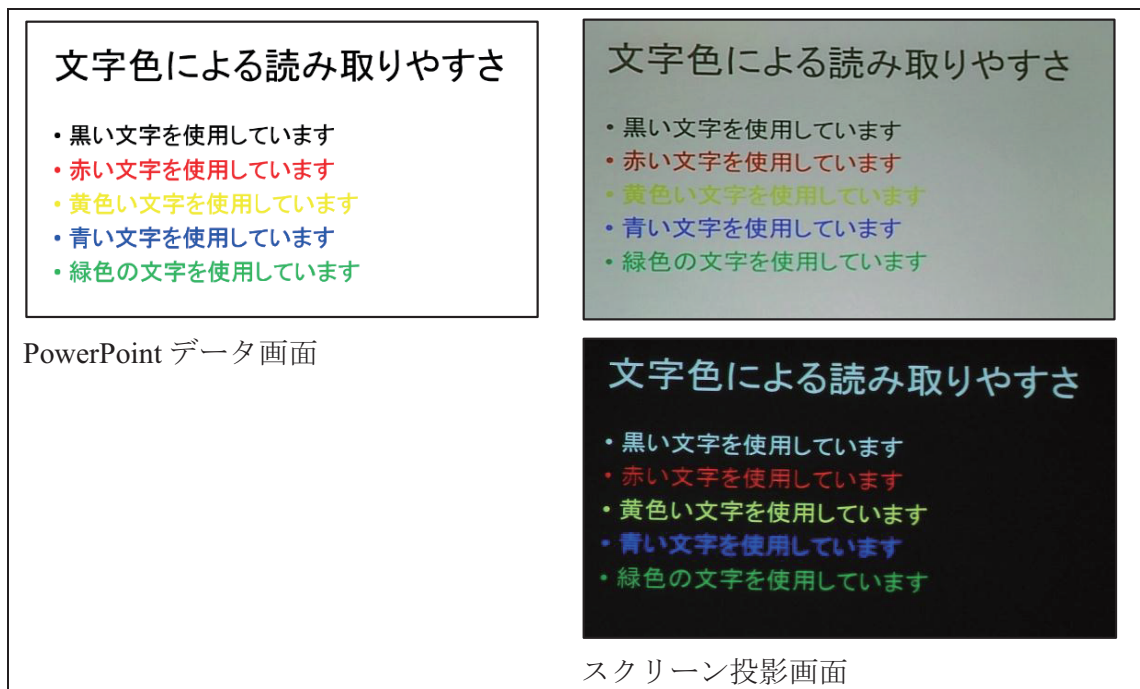 文字色による読み取りやすさ
・黒い文字を使用しています
・赤い文字を使用しています
・黄色い文字を使用しています
・青い文字を使用しています
・緑色の文字を使用しています
PowerPoint データ画面
文字色による読み取りやすさ
・黒い文字を使用しています
・赤い文字を使用しています
・黄色い文字を使用しています
・青い文字を使用しています
・緑色の文字を使用しています
文字色による読み取りやすさ
・黒い文字を使用しています
・赤い文字を使用しています
・黄色い文字を使用しています
・青い文字を使用しています
・緑色の文字を使用しています
スクリーン投影画面